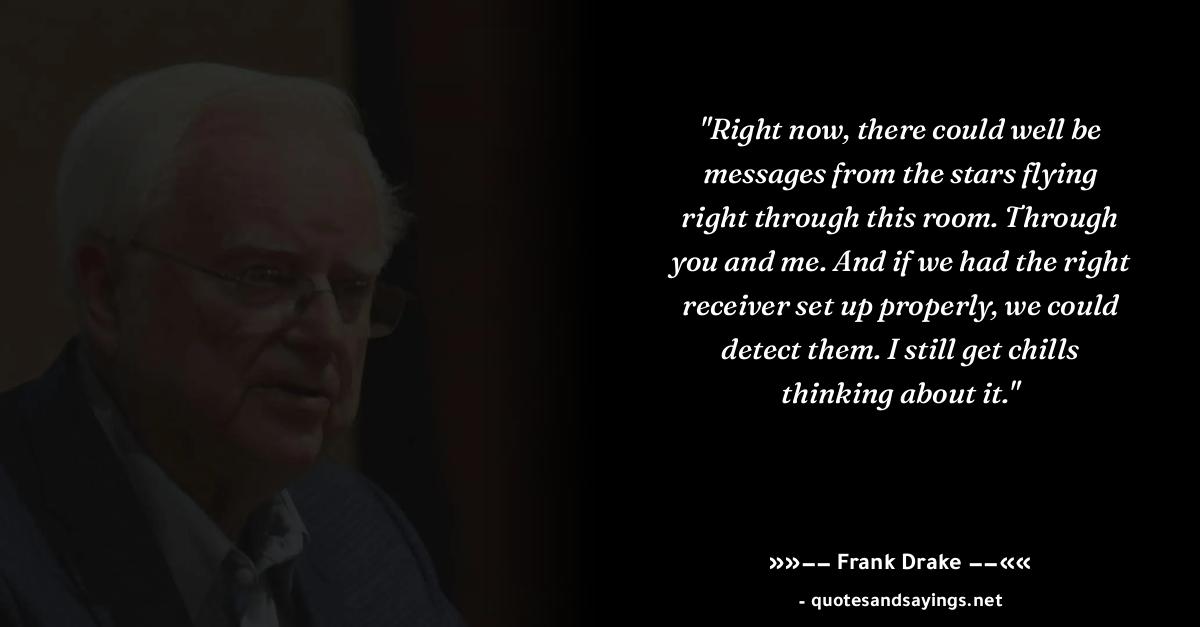 "Right now, there could well be
messages from the stars flying
right through this room. Through
you and me. And if we had the right
receiver set up properly, we could
detect them. I still get chills
thinking about it."
»»−− Frank Drake −−««
- quotesandsayings.net